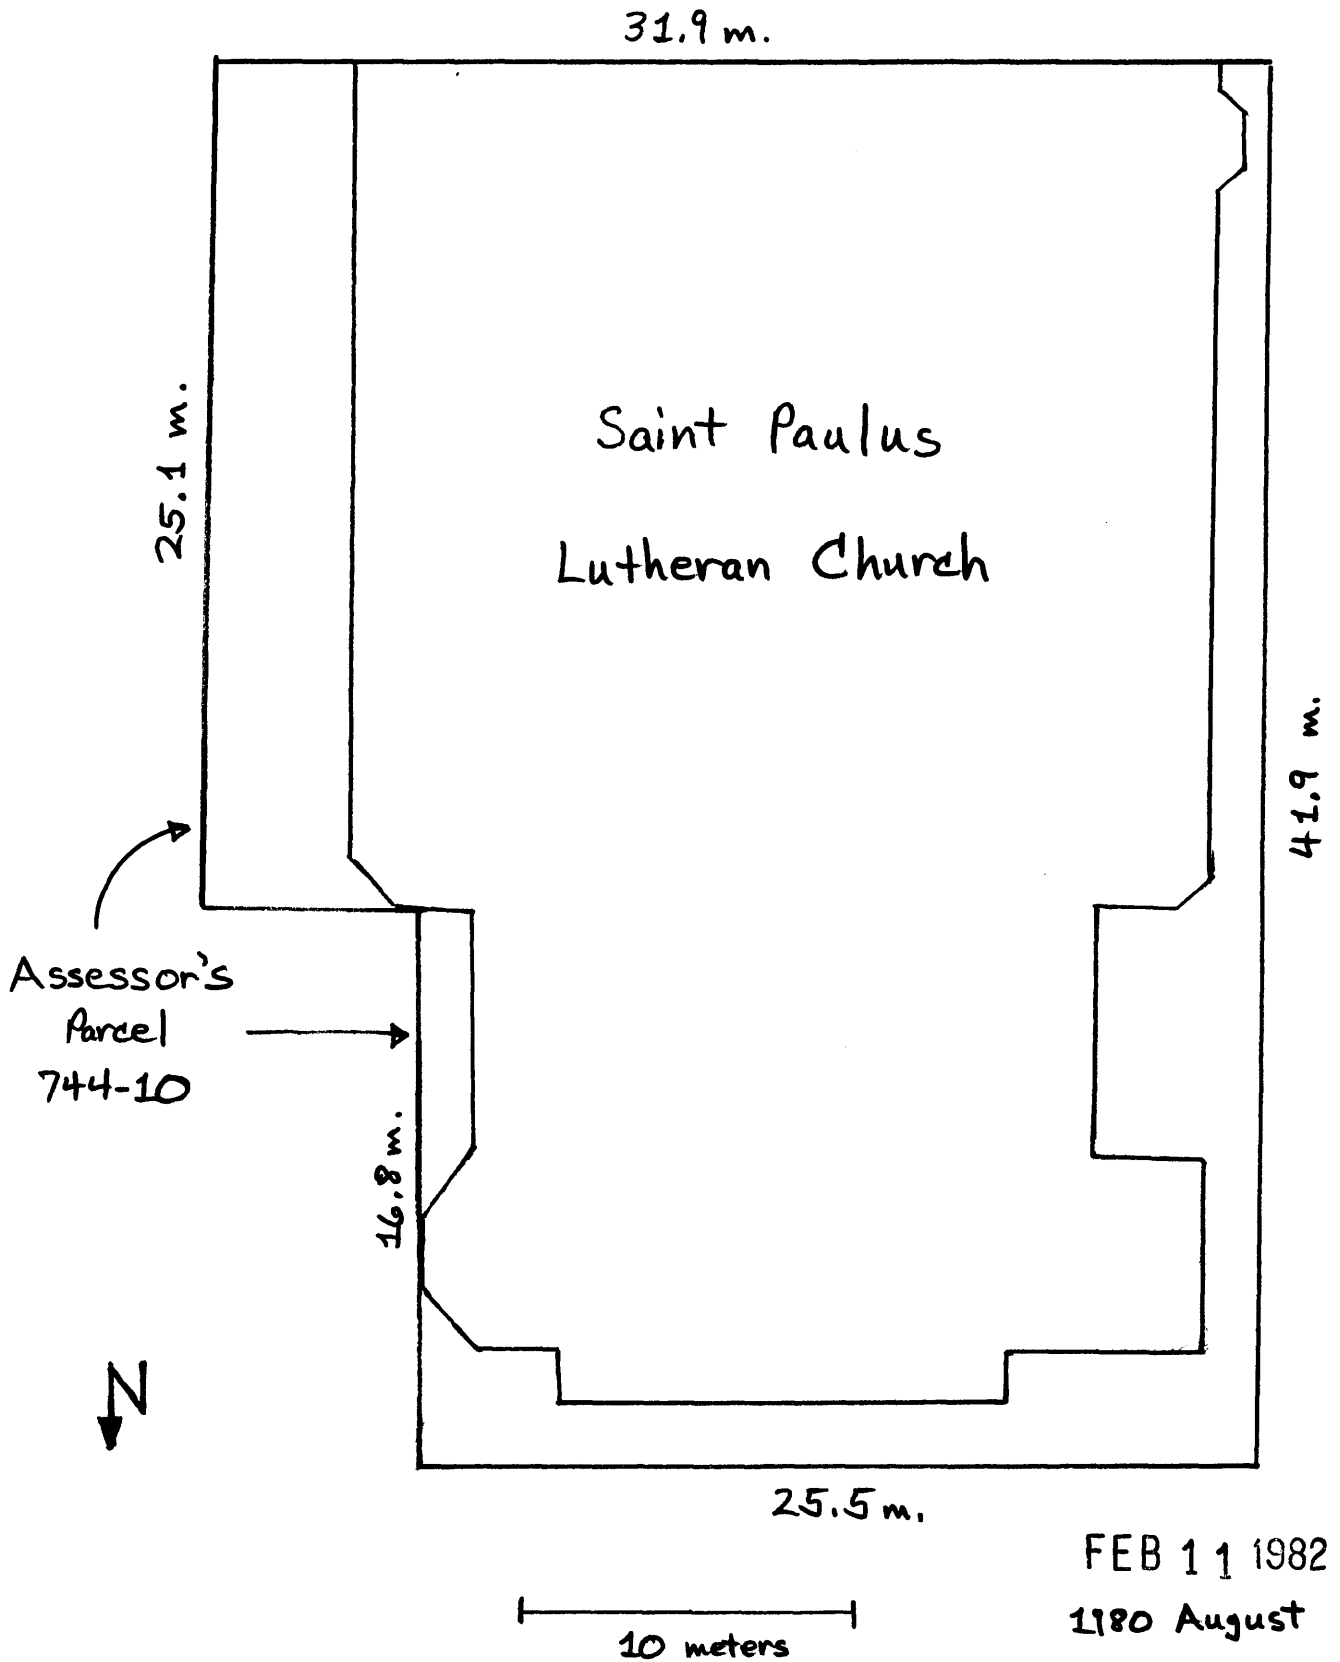 31.9 m.
25.1 m.
Saint Paulus
Lutheran Church
41.9 m.
Assessor's
Parcel
744-10
16.8 m.
N
25.5 m.
FEB 11 1982
1980 August
10 meters